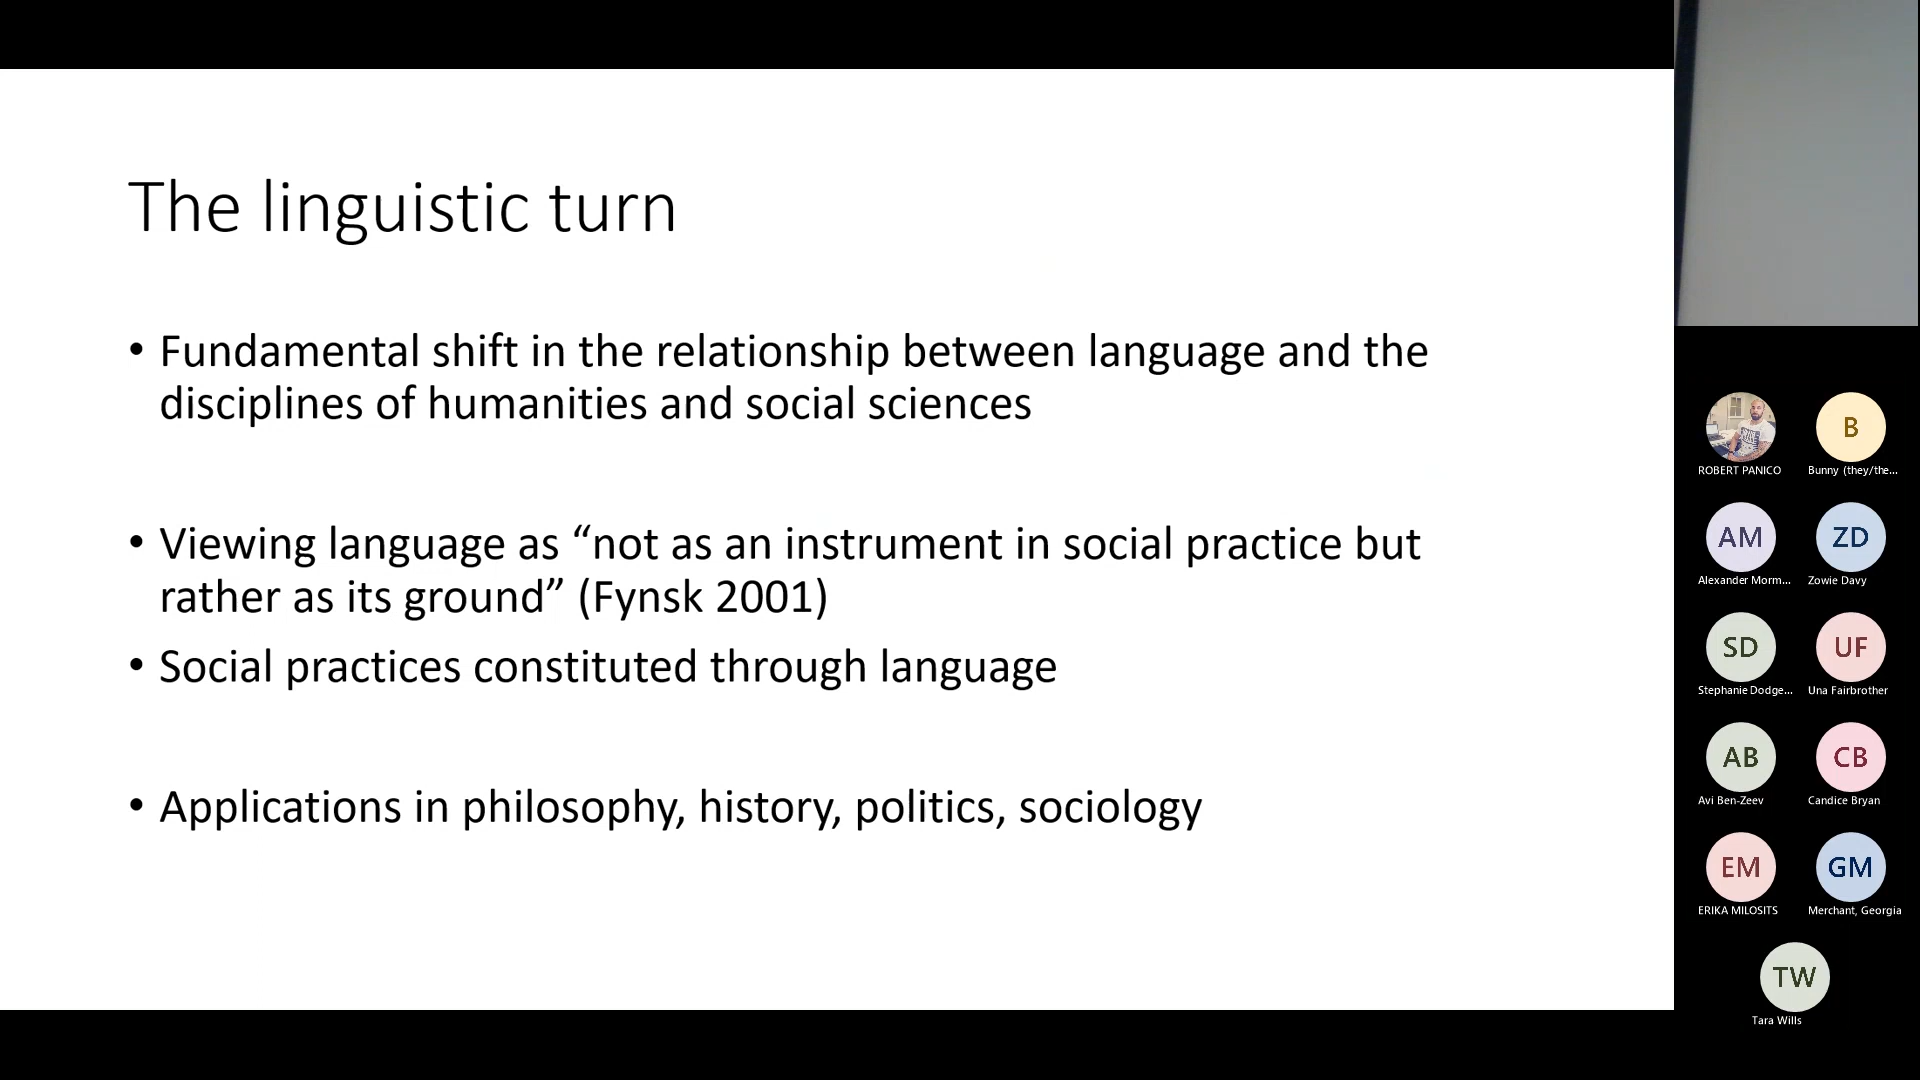 The linguistic turn
• Fundamental shift in the relationship between language and the
disciplines of humanities and social sciences
• Viewing language as “not as an instrument in social practice but
rather as its ground” (Fynsk 2001)
• Social practices constituted through language
• Applications in philosophy, history, politics, sociology
ROBERT PANICO
B
Bunny (they/the...
AM
Alexander Morm...
ZD
Zowie Davy
SD
Stephanie Dodge...
UF
Una Fairbrother
AB
Avi Ben-Zeev
CB
Candice Bryan
EM
ERIKA MILOSITS
GM
Merchant, Georgia
TW
Tara Wills